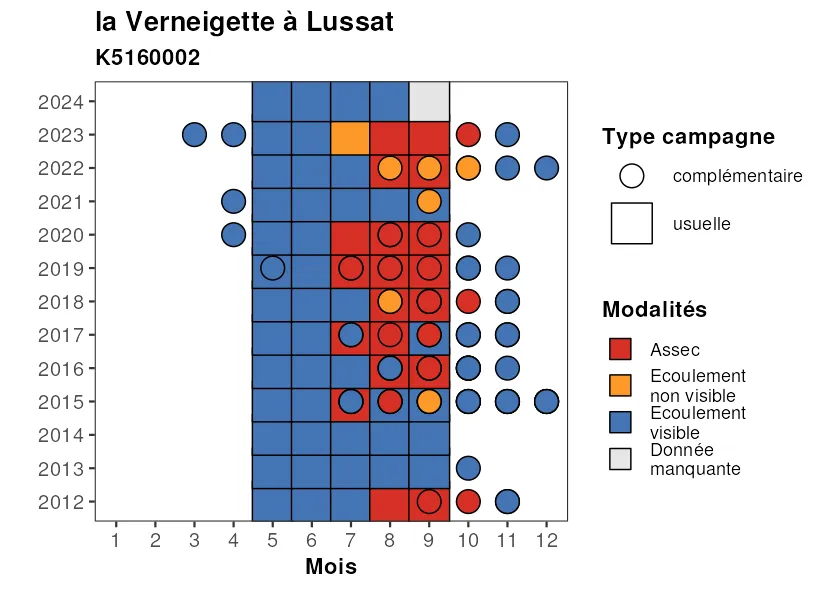 la Verneigette à Lussat
K5160002
2024
2023
2022
2021
2020
2019
2018
2017
2016
2015
2014
2013
2012
1 2 3 4 5 6 7 8 9 10 11 12
Mois
Type campagne
complémentaire
usuelle
Modalités
Assec
Ecoulement
non visible
Ecoulement
visible
Donnée
manquante